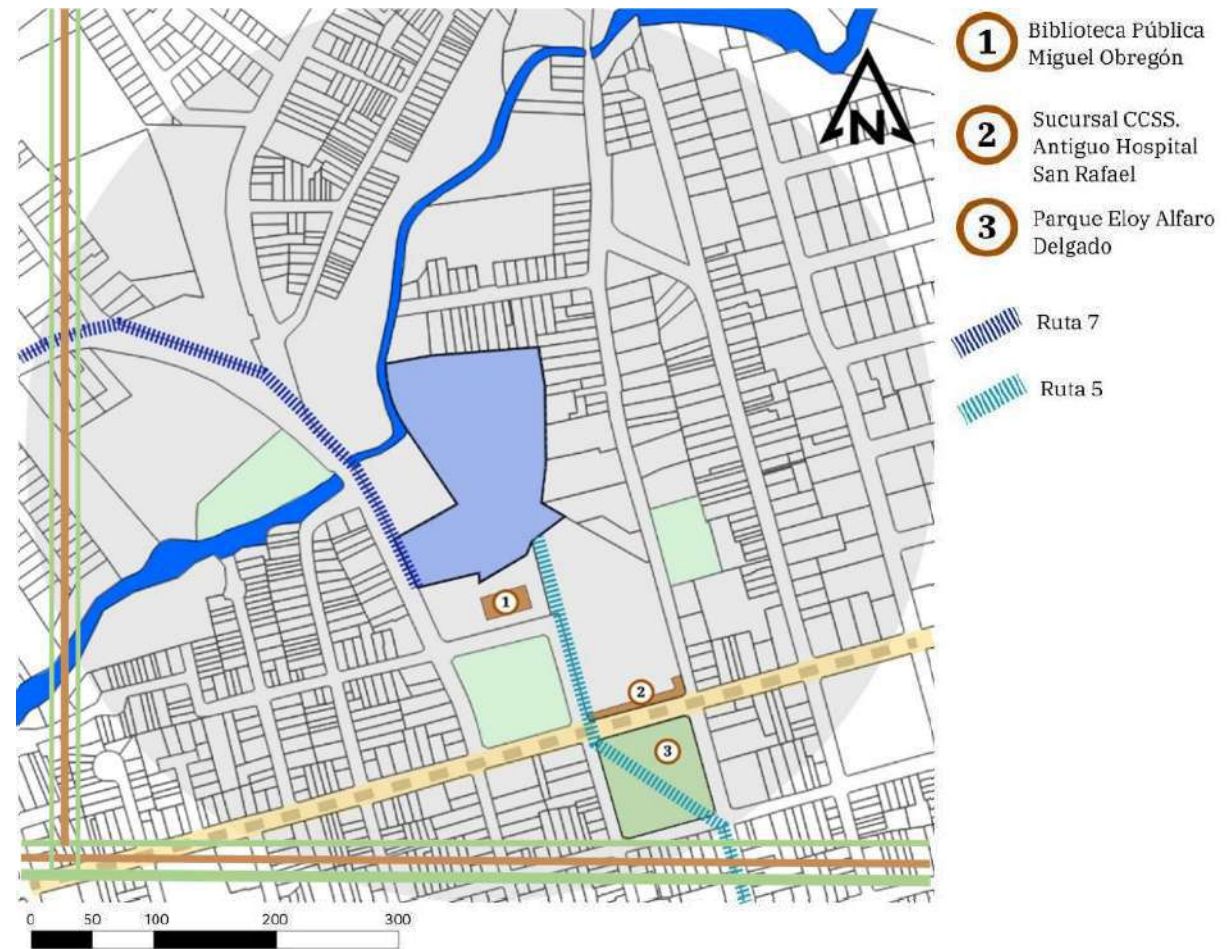 1
Biblioteca Pública
Miguel Obregón
2
Sucursal CCSS.
Antiguo Hospital
San Rafael
3
Parque Eloy Alfaro
Delgado
Ruta 7
Ruta 5
N
1
2
3
0 50 100 200 300